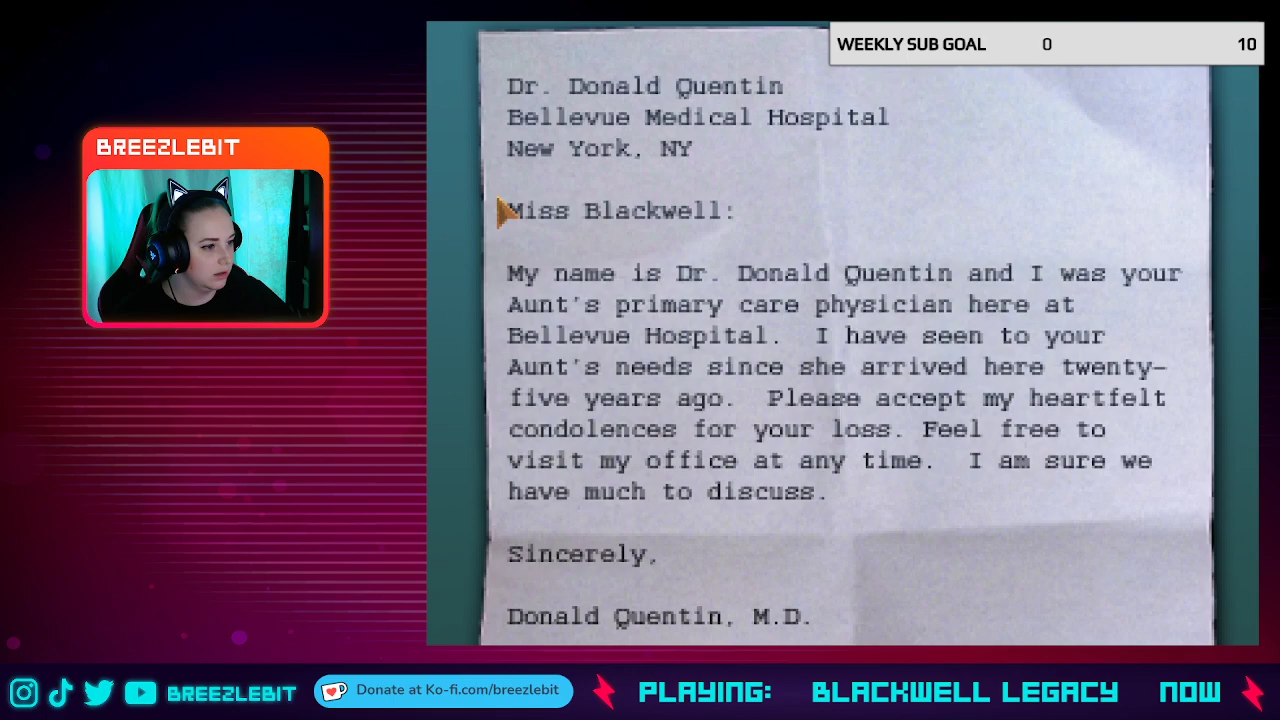 WEEKLY SUB GOAL 0 10
BREEZLEBIT
Dr. Donald Quentin
Bellevue Medical Hospital
New York, NY
Miss Blackwell:
My name is Dr. Donald Quentin and I was your
Aunt's primary care physician here at
Bellevue Hospital. I have seen to your
Aunt's needs since she arrived here twenty-
five years ago. Please accept my heartfelt
condolences for your loss. Feel free to
visit my office at any time. I am sure we
have much to discuss.
Sincerely,
Donald Quentin, M.D.
BREEZLEBIT Donate at Ko-fi.com/breezlebit PLAYING: BLACKWELL LEGACY NOW